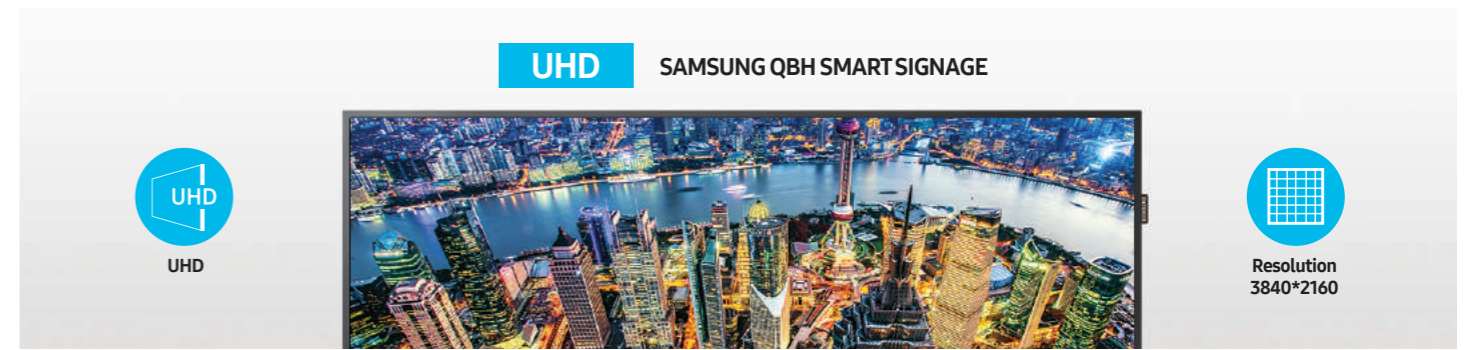 UHD SAMSUNG QBH SMART SIGNAGE
UHD
UHD
Resolution
3840*2160